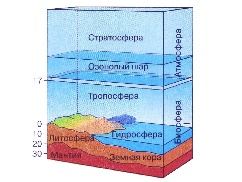 Стратосфера
Озоновый шар
17
Тропосфера
0
10
20
30
Литосфера
Гидросфера
Мантия
Земная кора
Атмосфера
Биосфера